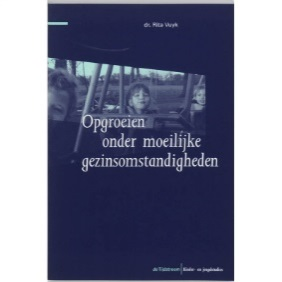 dr. Rita Vuyk
Opgroeien
onder moeilijke
gezinsomstandigheden